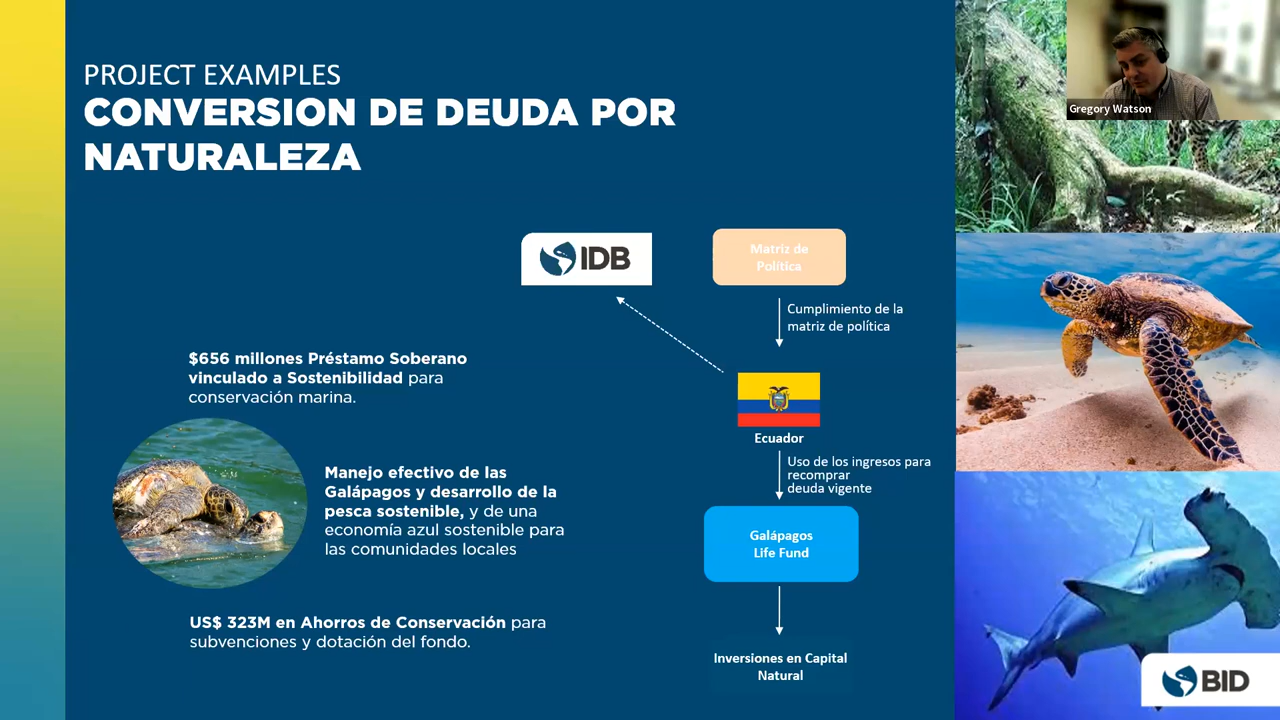 PROJECT EXAMPLES
CONVERSION DE DEUDA POR
NATURALEZA
Gregory Watson
IDB
Matriz de
Política
Cumplimiento de la
matriz de política
$656 millones Préstamo Soberano
vinculado a Sostenibilidad para
conservación marina.
Ecuador
Uso de los ingresos para
recomprar
deuda vigente
Manejo efectivo de las
Galápagos y desarrollo de la
pesca sostenible, y de una
economía azul sostenible para
las comunidades locales
Galápagos
Life Fund
US$ 323M en Ahorros de Conservación para
subvenciones y dotación del fondo.
Inversiones en Capital
Natural
BID